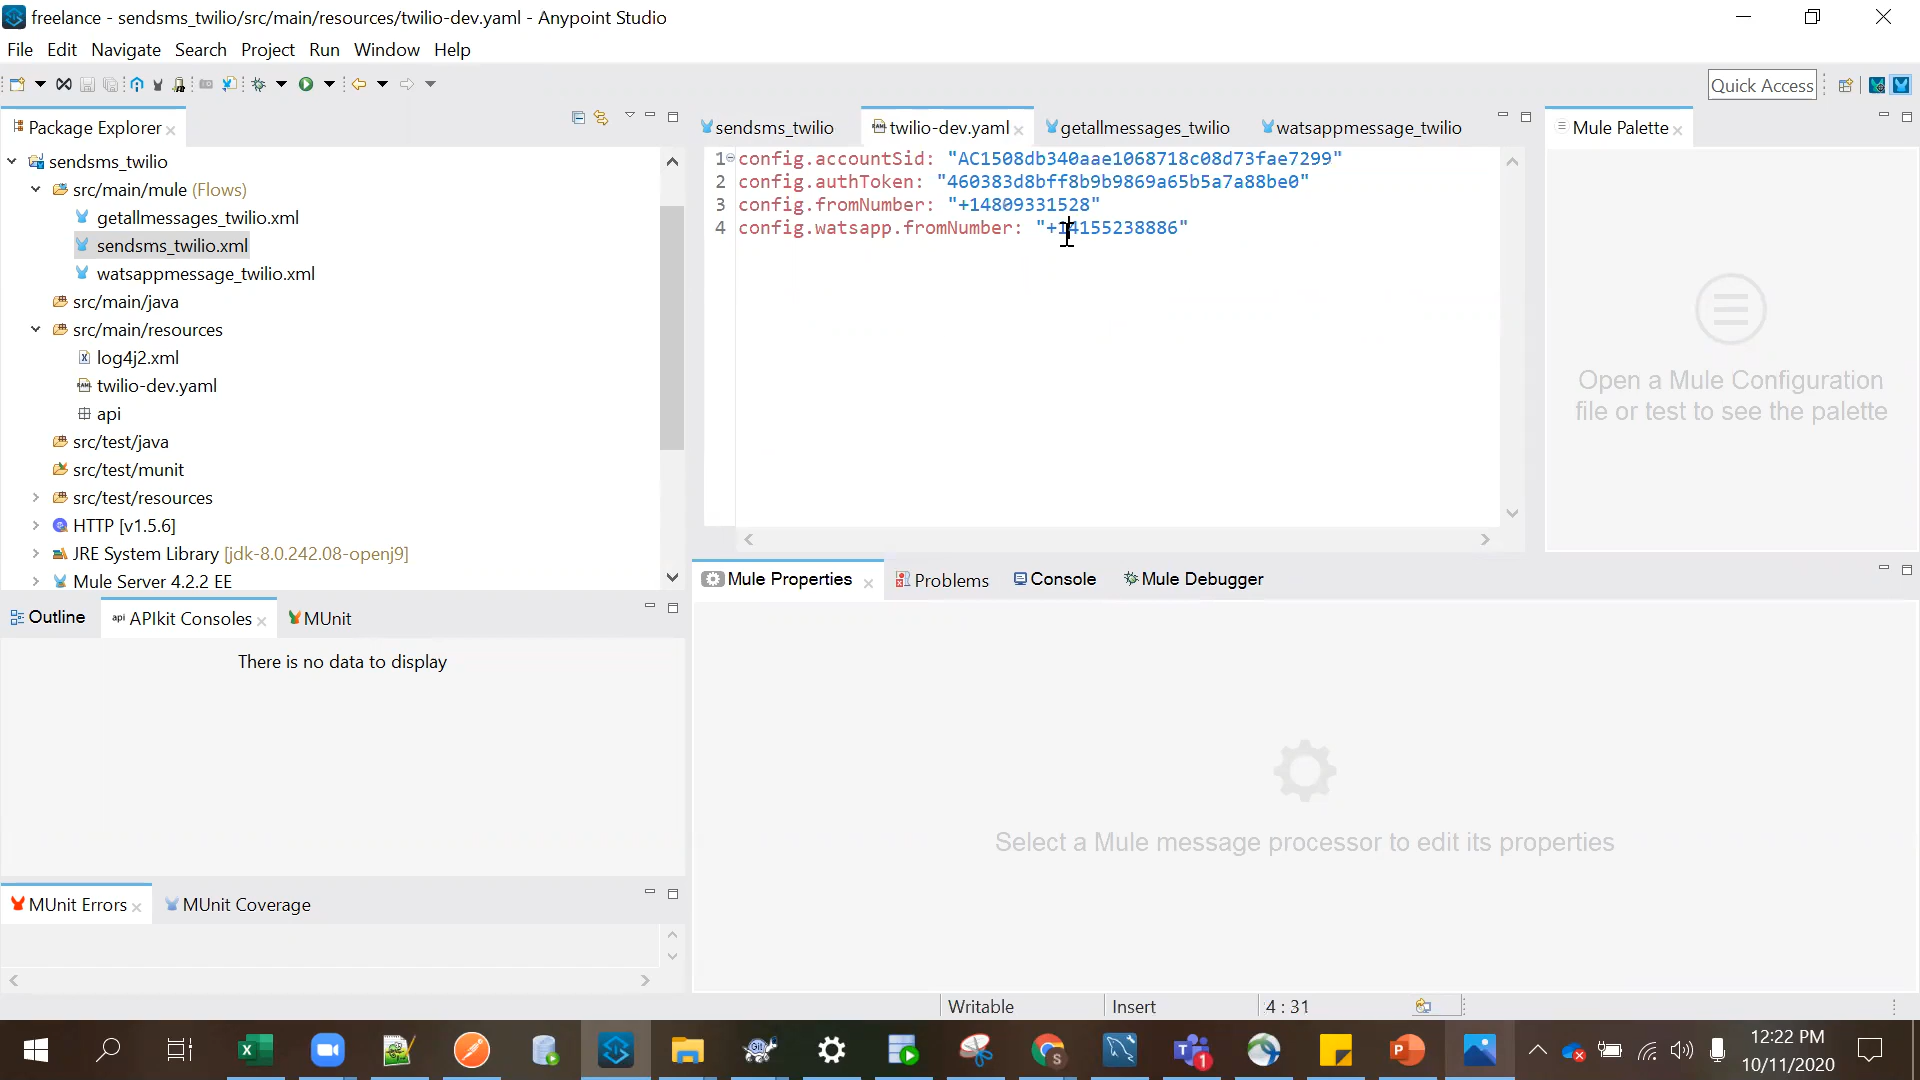 freelance - sendsms_twilio/src/main/resources/twilio-dev.yaml - Anypoint Studio
File Edit Navigate Search Project Run Window Help
Quick Access
Package Explorer
sendsms_twilio
src/main/mule (Flows)
getallmessages_twilio.xml
sendsms_twilio.xml
watsappmessage_twilio.xml
src/main/java
src/main/resources
log4j2.xml
twilio-dev.yaml
api
src/test/java
src/test/munit
src/test/resources
HTTP [v1.5.6]
JRE System Library [jdk-8.0.242.08-openj9]
Mule Server 4.2.2 EE
sendsms_twilio twilio-dev.yaml getallmessages_twilio watsappmessage_twilio
1 config.accountSid: "AC1508db340aae1068718c08d73fae7299"
2 config.authToken: "460383d8bff8b9b9869a65b5a7a88be0"
3 config.fromNumber: "+14809331528"
4 config.watsapp.fromNumber: "+14155238886"
Mule Palette
Open a Mule Configuration
file or test to see the palette
Outline api APIkit Consoles MUnit
There is no data to display
MUnit Errors MUnit Coverage
Mule Properties Problems Console Mule Debugger
Select a Mule message processor to edit its properties
Writable Insert 4 : 31
12:22 PM
10/11/2020